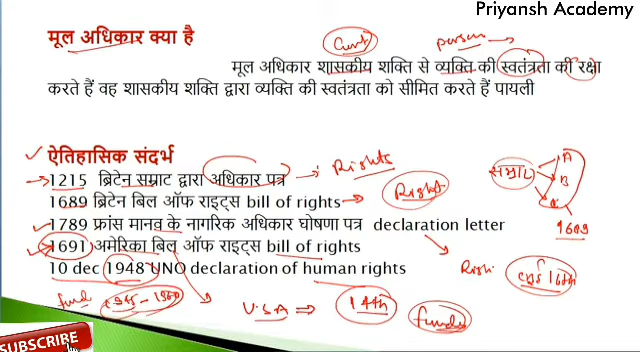 Priyansh Academy
मूल अधिकार क्या है
Govt
person
मूल अधिकार शासकीय शक्ति से व्यक्ति की स्वतंत्रता की रक्षा
करते हैं वह शासकीय शक्ति द्वारा व्यक्ति की स्वतंत्रता को सीमित करते हैं पायली
ऐतिहासिक संदर्भ
1215 ब्रिटेन सम्राट द्वारा अधिकार पत्र Rights
सम्राट A B C
1689 ब्रिटेन बिल ऑफ राइट्स bill of rights Right
1789 फ्रांस मानव के नागरिक अधिकार घोषणा पत्र declaration letter
1689
1691 अमेरिका बिल ऑफ राइट्स bill of rights
10 dec 1948 UNO declaration of human rights
U.S.A 14th
SUBSCRIBE